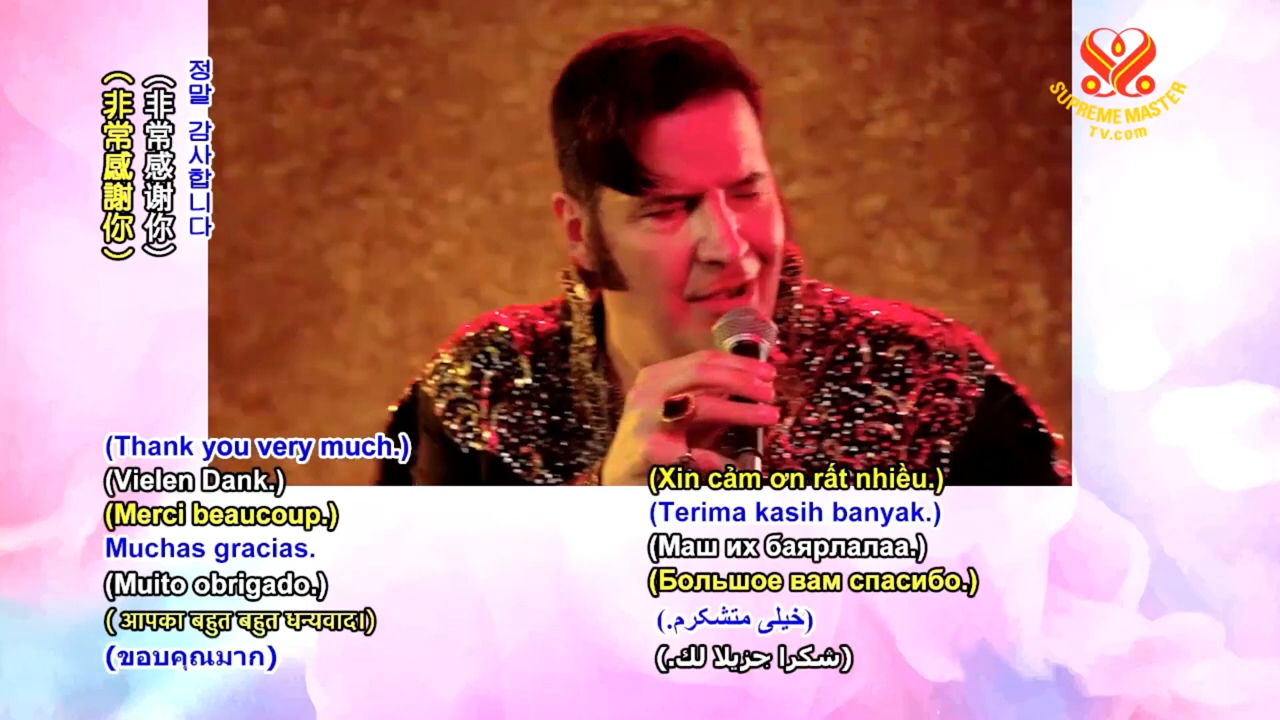 정말 감사합니다
(非常感谢你)
(非常感謝你)
SUPREME MASTER
TV.com
(Thank you very much.)
(Vielen Dank.)
(Merci beaucoup.)
Muchas gracias.
(Muito obrigado.)
( आपका बहुत बहुत धन्यवाद।)
(ขอบคุณมาก)
(Xin cảm ơn rất nhiều.)
(Terima kasih banyak.)
(Маш их баярлалаа.)
(Большое вам спасибо.)
(خیلی متشکرم.)
(شكرا جزيلا لك.)